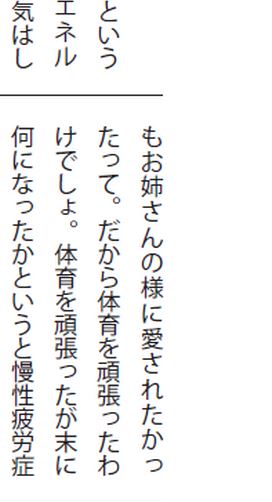 という
エネル
気はし
もお姉さんの様に愛されたかっ
たって。だから体育を頑張ったわ
けでしょ。体育を頑張ったが末に
何になったかというと慢性疲労症